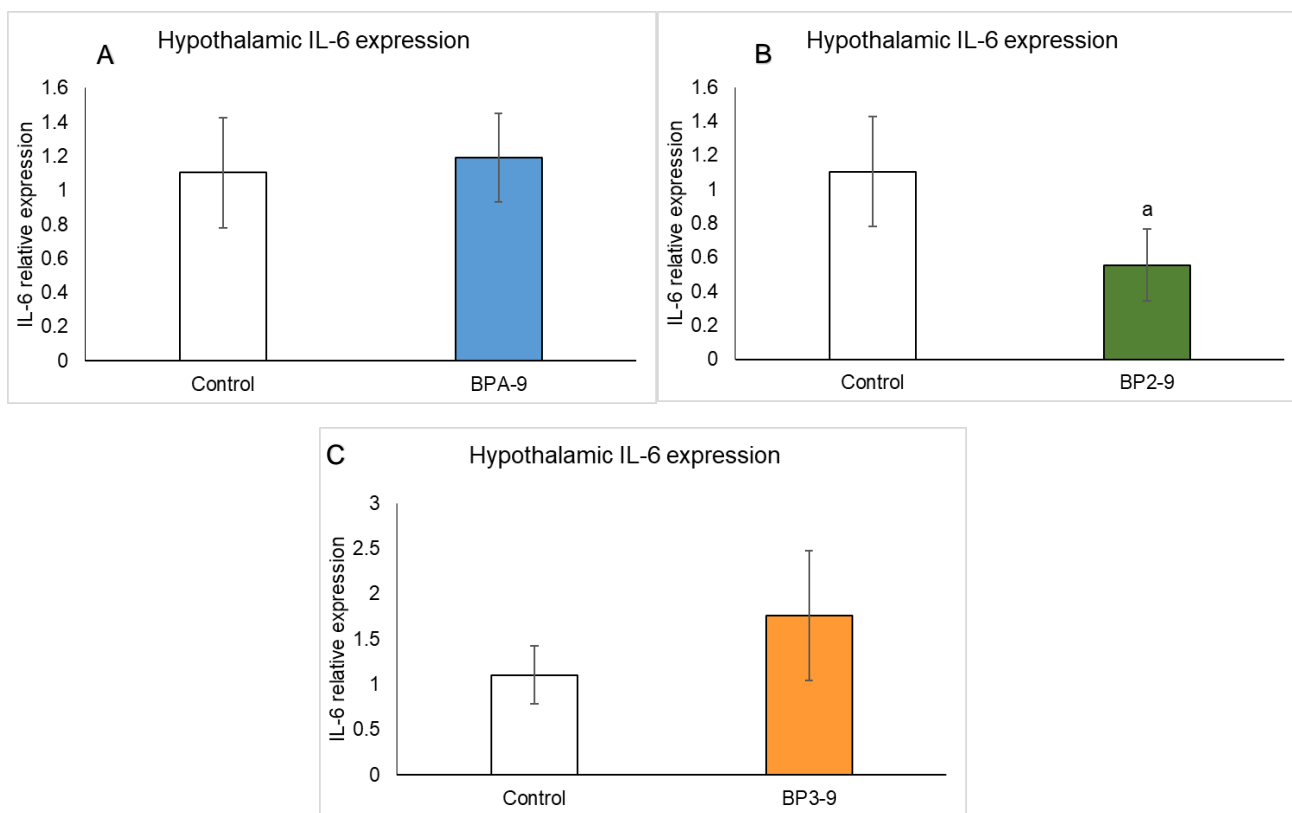 A
Hypothalamic IL-6 expression
IL-6 relative expression
1.6
1.4
1.2
1
0.8
0.6
0.4
0.2
0
Control
BPA-9
B
Hypothalamic IL-6 expression
IL-6 relative expression
1.6
1.4
1.2
1
0.8
0.6
0.4
0.2
0
a
Control
BP2-9
C
Hypothalamic IL-6 expression
IL-6 relative expression
3
2.5
2
1.5
1
0.5
0
Control
BP3-9